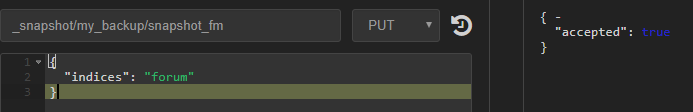 _snapshot/my_backup/snapshot_fm
PUT
1 {
2 "indices": "forum"
3 }
{ -
"accepted": true
}